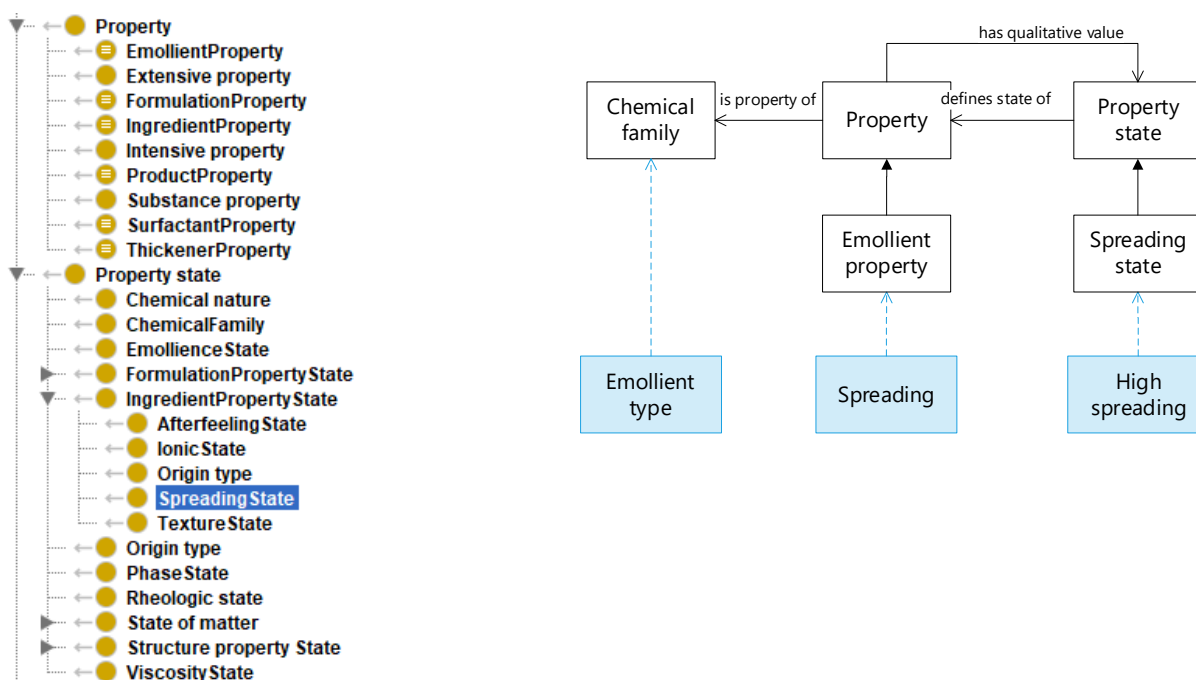 Property
EmollientProperty
Extensive property
FormulationProperty
IngredientProperty
Intensive property
ProductProperty
Substance property
SurfactantProperty
ThickenerProperty
Property state
Chemical nature
ChemicalFamily
EmollienceState
FormulationPropertyState
IngredientPropertyState
AfterfeelingState
IonicState
Origin type
SpreadingState
TextureState
Origin type
PhaseState
Rheologic state
State of matter
Structure property State
ViscosityState
has qualitative value
Chemical
family
is property of
Property
defines state of
Property
state
Emollient
property
Spreading
state
Emollient
type
Spreading
High
spreading